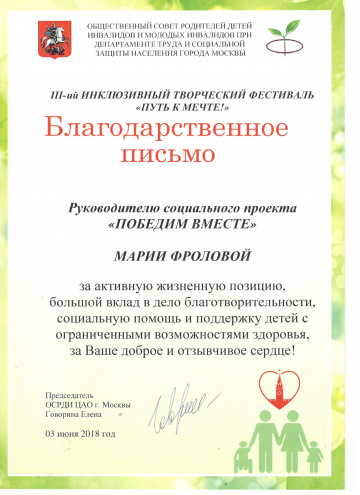 ОБЩЕСТВЕННЫЙ СОВЕТ РОДИТЕЛЕЙ ДЕТЕЙ
ИНВАЛИДОВ И МОЛОДЫХ ИНВАЛИДОВ ПРИ
ДЕПАРТАМЕНТЕ ТРУДА И СОЦИАЛЬНОЙ
ЗАЩИТЫ НАСЕЛЕНИЯ ГОРОДА МОСКВЫ
III-ий ИНКЛЮЗИВНЫЙ ТВОРЧЕСКИЙ ФЕСТИВАЛЬ
«ПУТЬ К МЕЧТЕ!»
Благодарственное
письмо
Руководителю социального проекта
«ПОБЕДИМ ВМЕСТЕ»
МАРИИ ФРОЛОВОЙ
за активную жизненную позицию,
большой вклад в дело благотворительности,
социальную помощь и поддержку детей с
ограниченными возможностями здоровья,
за Ваше доброе и отзывчивое сердце!
Председатель
ОСРДИ ЦАО г. Москвы
Говорина Елена
03 июня 2018 год